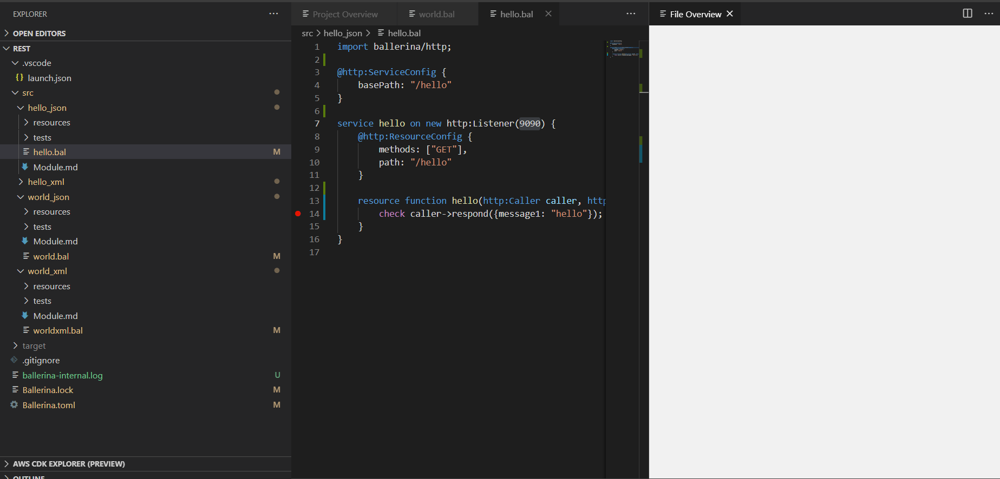 EXPLORER
OPEN EDITORS
REST
.vscode
{} launch.json
src
hello_json
resources
tests
hello.bal M
Module.md
hello_xml
world_json
resources
tests
Module.md
world.bal M
world_xml
resources
tests
Module.md
worldxml.bal M
target
.gitignore
ballerina-internal.log U
Ballerina.lock M
Ballerina.toml M
AWS CDK EXPLORER (PREVIEW)
OUTLINE
Project Overview world.bal hello.bal
src > hello_json > hello.bal
1 import ballerina/http;
2
3 @http:ServiceConfig {
4 basePath: "/hello"
5 }
6
7 service hello on new http:Listener(9090) {
8 @http:ResourceConfig {
9 methods: ["GET"],
10 path: "/hello"
11 }
12
13 resource function hello(http:Caller caller, http
14 check caller->respond({message1: "hello"});
15 }
16 }
17
File Overview